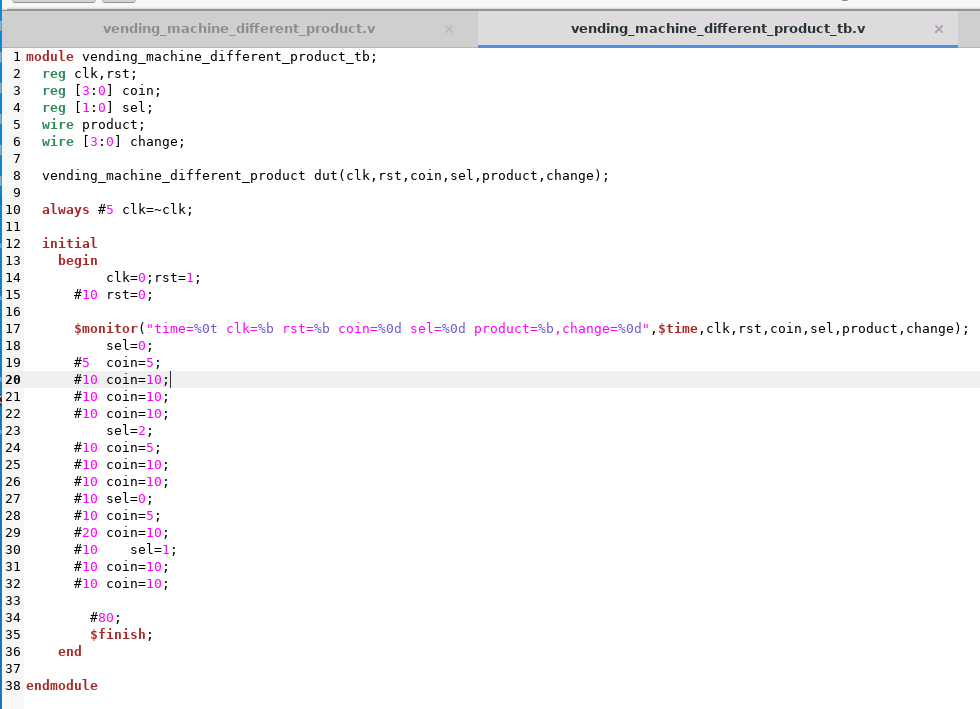 vending_machine_different_product.v × vending_machine_different_product_tb.v ×
1 module vending_machine_different_product_tb;
2 reg clk,rst;
3 reg [3:0] coin;
4 reg [1:0] sel;
5 wire product;
6 wire [3:0] change;
7
8 vending_machine_different_product dut(clk,rst,coin,sel,product,change);
9
10 always #5 clk=~clk;
11
12 initial
13 begin
14 clk=0;rst=1;
15 #10 rst=0;
16
17 $monitor("time=%0t clk=%b rst=%b coin=%0d sel=%0d product=%b,change=%0d",$time,clk,rst,coin,sel,product,change);
18 sel=0;
19 #5 coin=5;
20 #10 coin=10;
21 #10 coin=10;
22 #10 coin=10;
23 sel=2;
24 #10 coin=5;
25 #10 coin=10;
26 #10 coin=10;
27 #10 sel=0;
28 #10 coin=5;
29 #20 coin=10;
30 #10 sel=1;
31 #10 coin=10;
32 #10 coin=10;
33
34 #80;
35 $finish;
36 end
37
38 endmodule